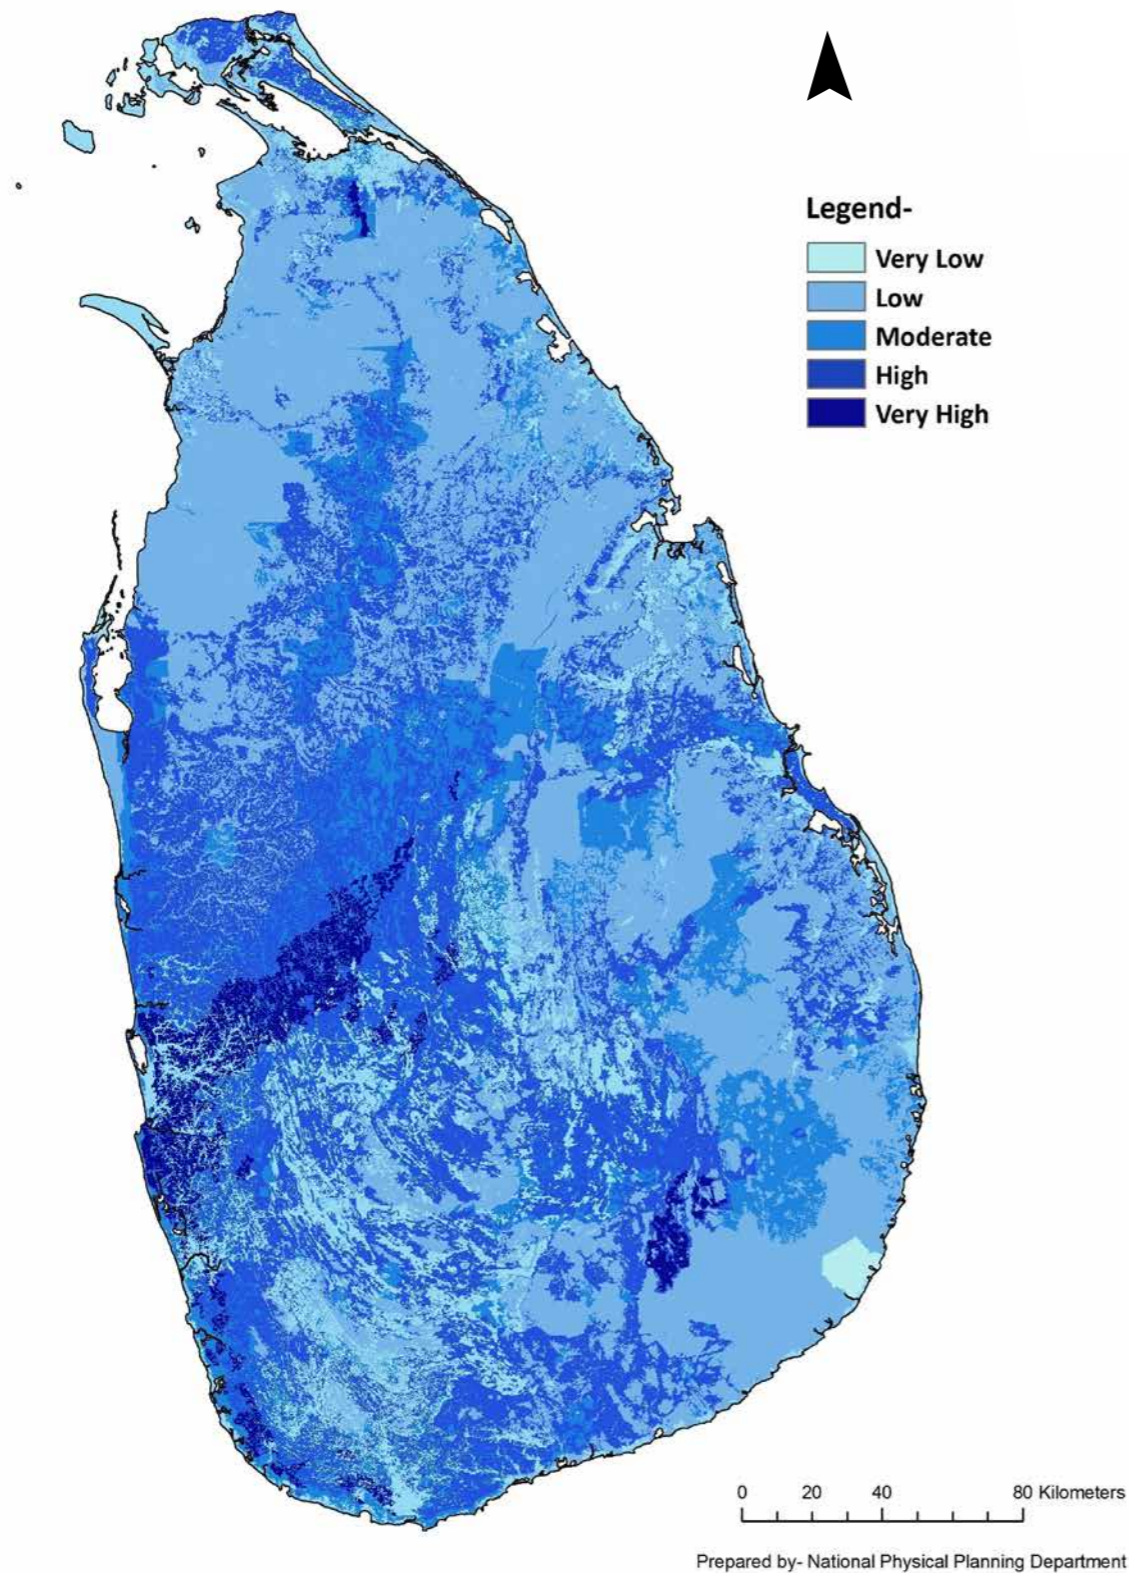 Legend-
Very Low
Low
Moderate
High
Very High
0 20 40 80 Kilometers
Prepared by- National Physical Planning Department